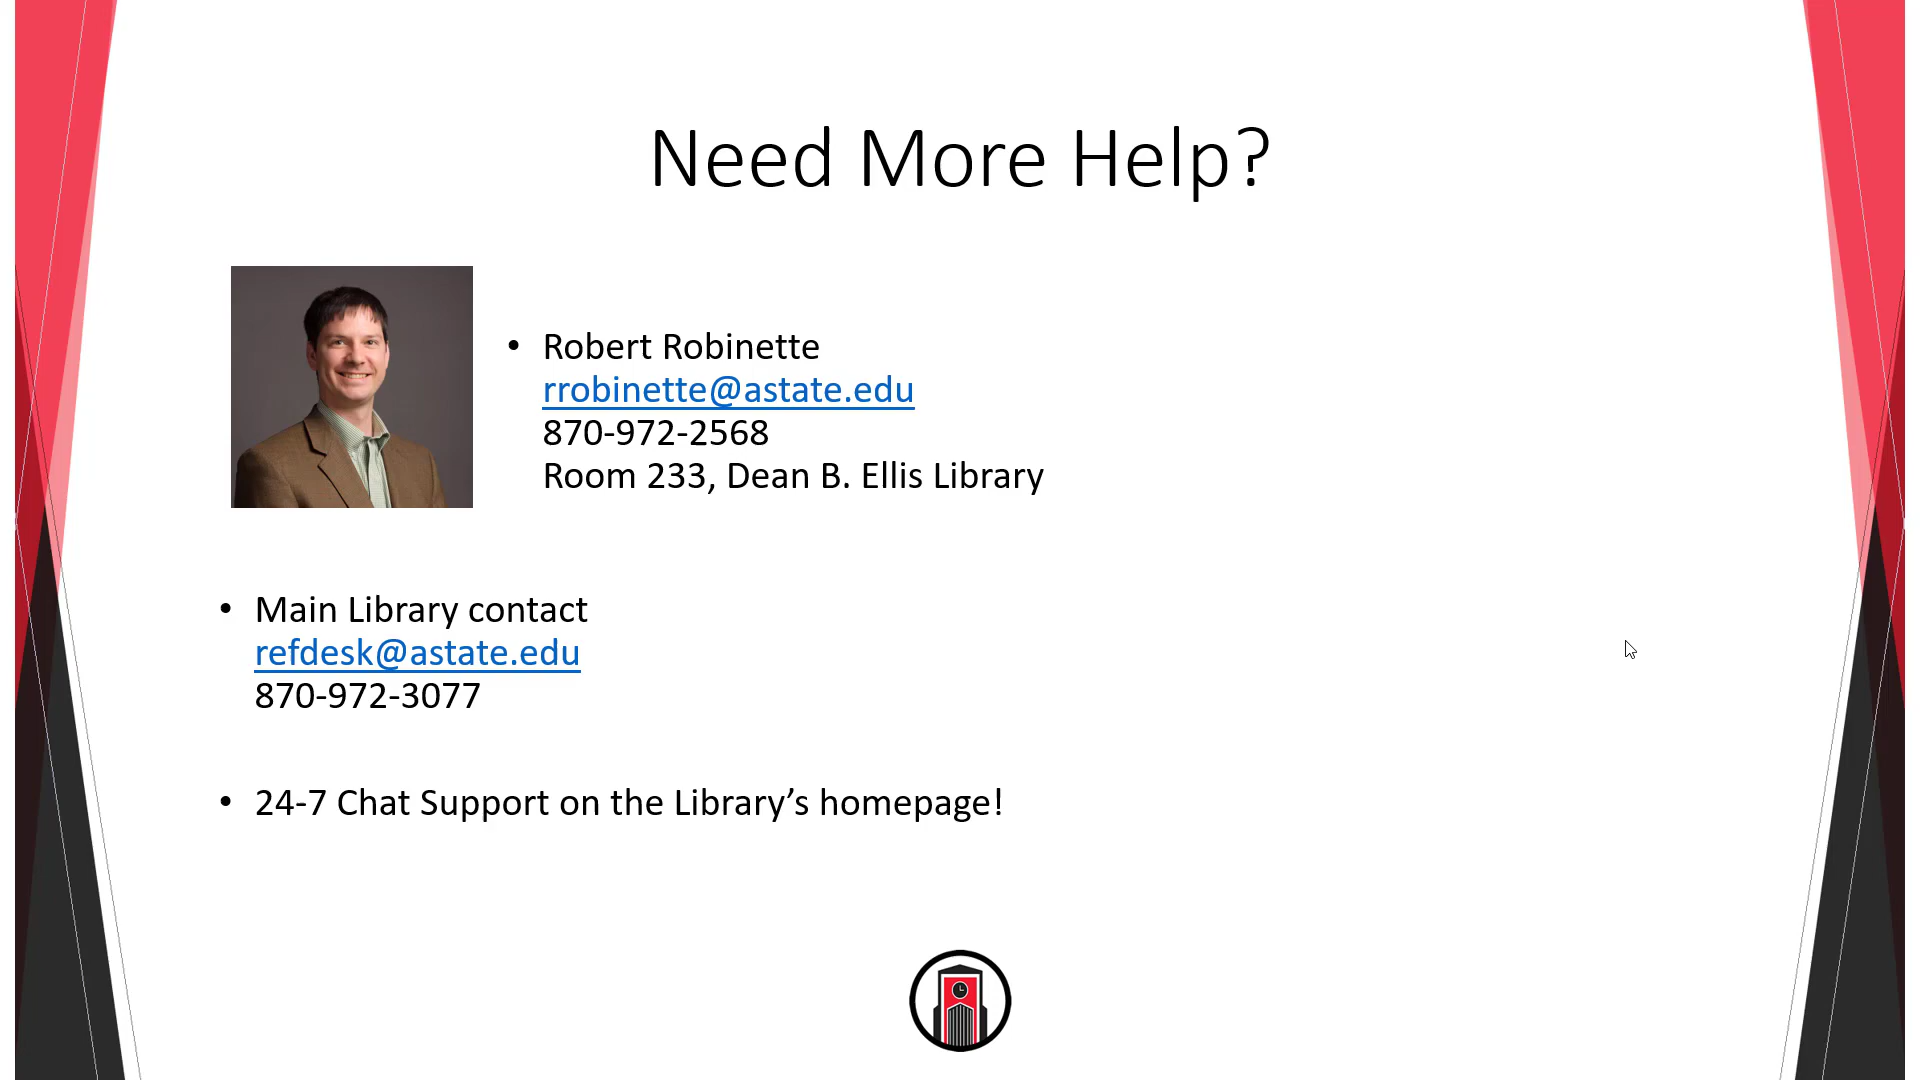 Need More Help?
• Robert Robinette
rrobinette@astate.edu
870-972-2568
Room 233, Dean B. Ellis Library
• Main Library contact
refdesk@astate.edu
870-972-3077
• 24-7 Chat Support on the Library’s homepage!